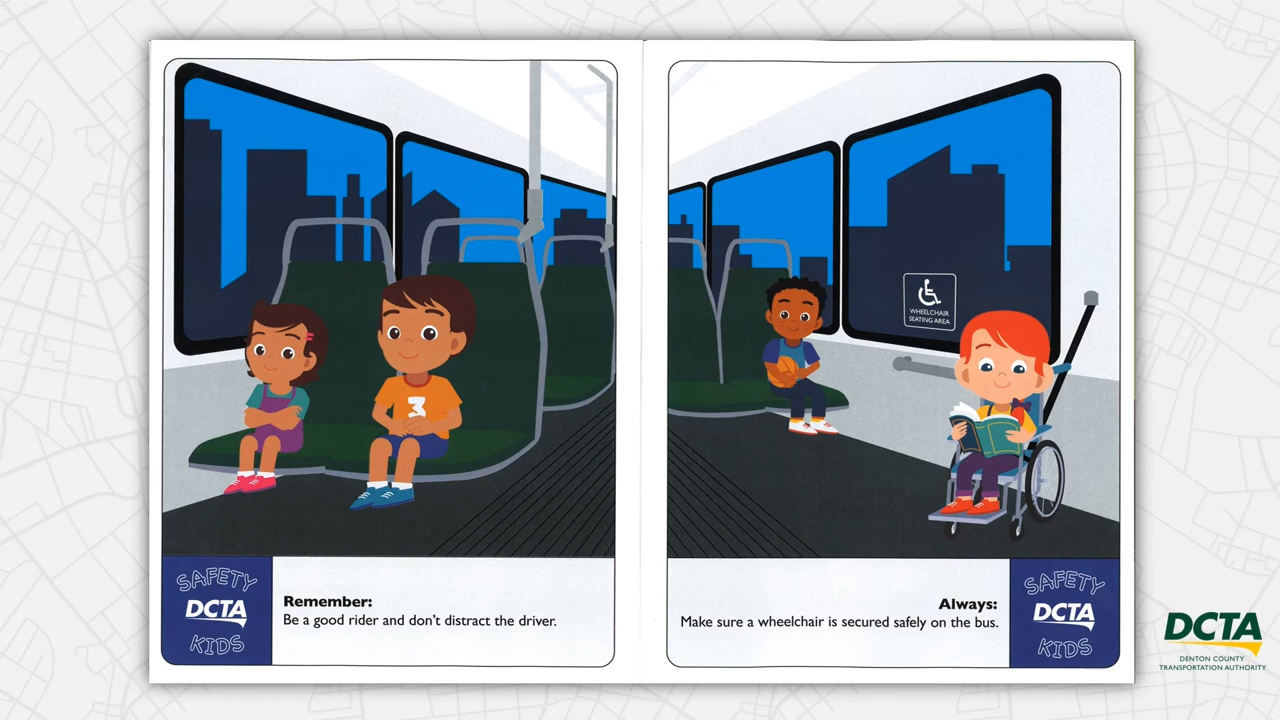 3
SAFETY
DCTA
KIDS
Remember:
Be a good rider and don't distract the driver.
WHEELCHAIR
SEATING AREA
Always:
Make sure a wheelchair is secured safely on the bus.
SAFETY
DCTA
KIDS
DCTA
DENTON COUNTY
TRANSPORTATION AUTHORITY